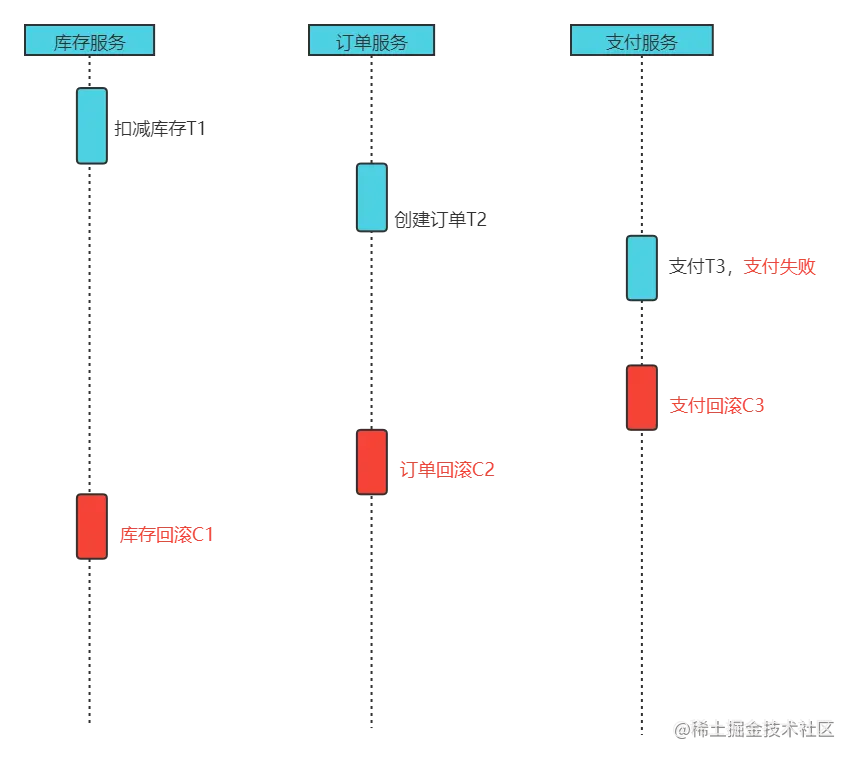 库存服务
订单服务
支付服务
扣减库存T1
创建订单T2
支付T3，支付失败
支付回滚C3
订单回滚C2
库存回滚C1
@稀土掘金技术社区